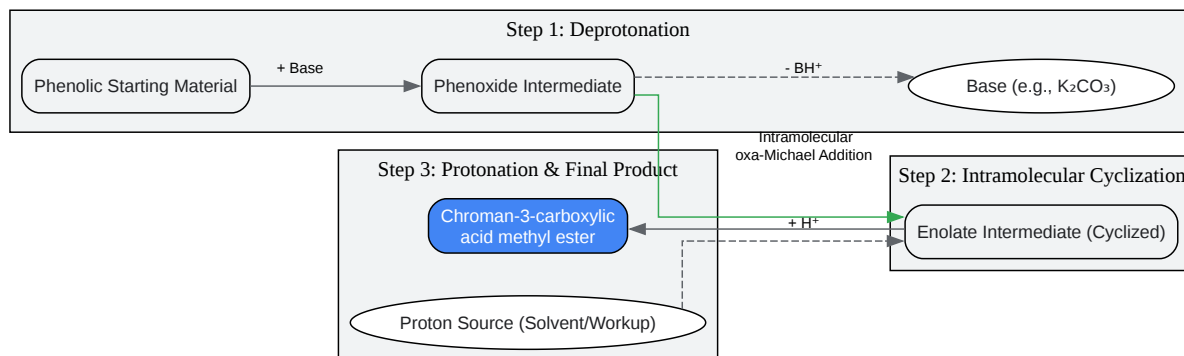 Step 1: Deprotonation
Phenolic Starting Material
+ Base
Phenoxide Intermediate
- BH⁺
Base (e.g., K₂CO₃)
Intramolecular
oxa-Michael Addition
Step 3: Protonation & Final Product
Chroman-3-carboxylic
acid methyl ester
+ H⁺
Proton Source (Solvent/Workup)
Step 2: Intramolecular Cyclization
Enolate Intermediate (Cyclized)